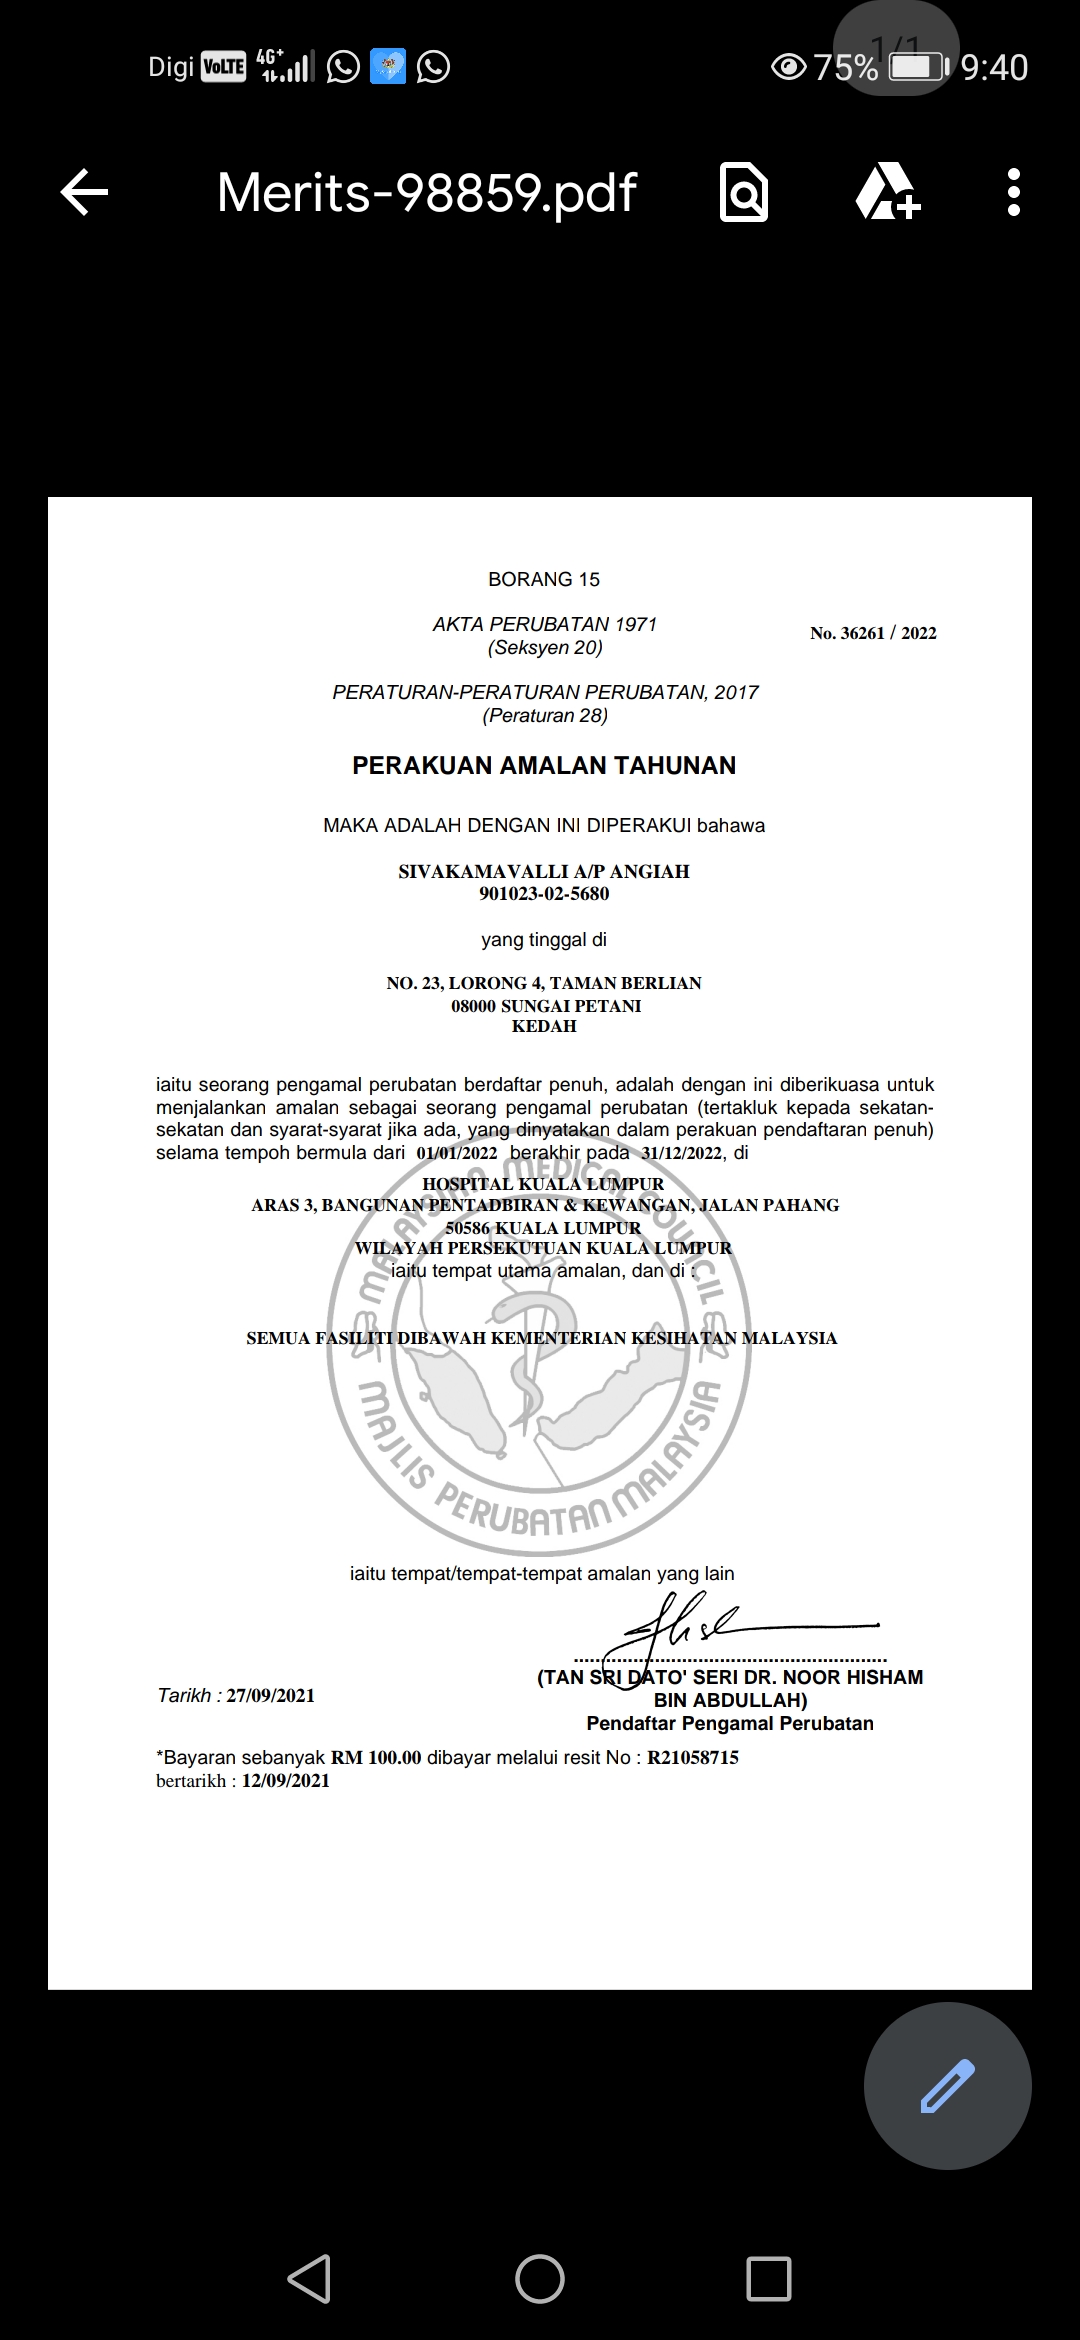 Digi VoLTE 4G+ 75% 1/1 9:40
Merits-98859.pdf
BORANG 15
AKTA PERUBATAN 1971
(Seksyen 20)
No. 36261 / 2022
PERATURAN-PERATURAN PERUBATAN, 2017
(Peraturan 28)
PERAKUAN AMALAN TAHUNAN
MAKA ADALAH DENGAN INI DIPERAKUI bahawa
SIVAKAMAVALLI A/P ANGIAH
901023-02-5680
yang tinggal di
NO. 23, LORONG 4, TAMAN BERLIAN
08000 SUNGAI PETANI
KEDAH
iaitu seorang pengamal perubatan berdaftar penuh, adalah dengan ini diberikuasa untuk
menjalankan amalan sebagai seorang pengamal perubatan (tertakluk kepada sekatan-
sekatan dan syarat-syarat jika ada, yang dinyatakan dalam perakuan pendaftaran penuh)
selama tempoh bermula dari 01/01/2022 berakhir pada 31/12/2022, di
HOSPITAL KUALA LUMPUR
ARAS 3, BANGUNAN PENTADBIRAN & KEWANGAN, JALAN PAHANG
50586 KUALA LUMPUR
WILAYAH PERSEKUTUAN KUALA LUMPUR
iaitu tempat utama amalan, dan di :
SEMUA FASILITI DIBAWAH KEMENTERIAN KESIHATAN MALAYSIA
MALAYSIAN MEDICAL COUNCIL
MAJLIS PERUBATAN MALAYSIA
iaitu tempat/tempat-tempat amalan yang lain
(TAN SRI DATO' SERI DR. NOOR HISHAM
BIN ABDULLAH)
Pendaftar Pengamal Perubatan
Tarikh : 27/09/2021
*Bayaran sebanyak RM 100.00 dibayar melalui resit No : R21058715
bertarikh : 12/09/2021